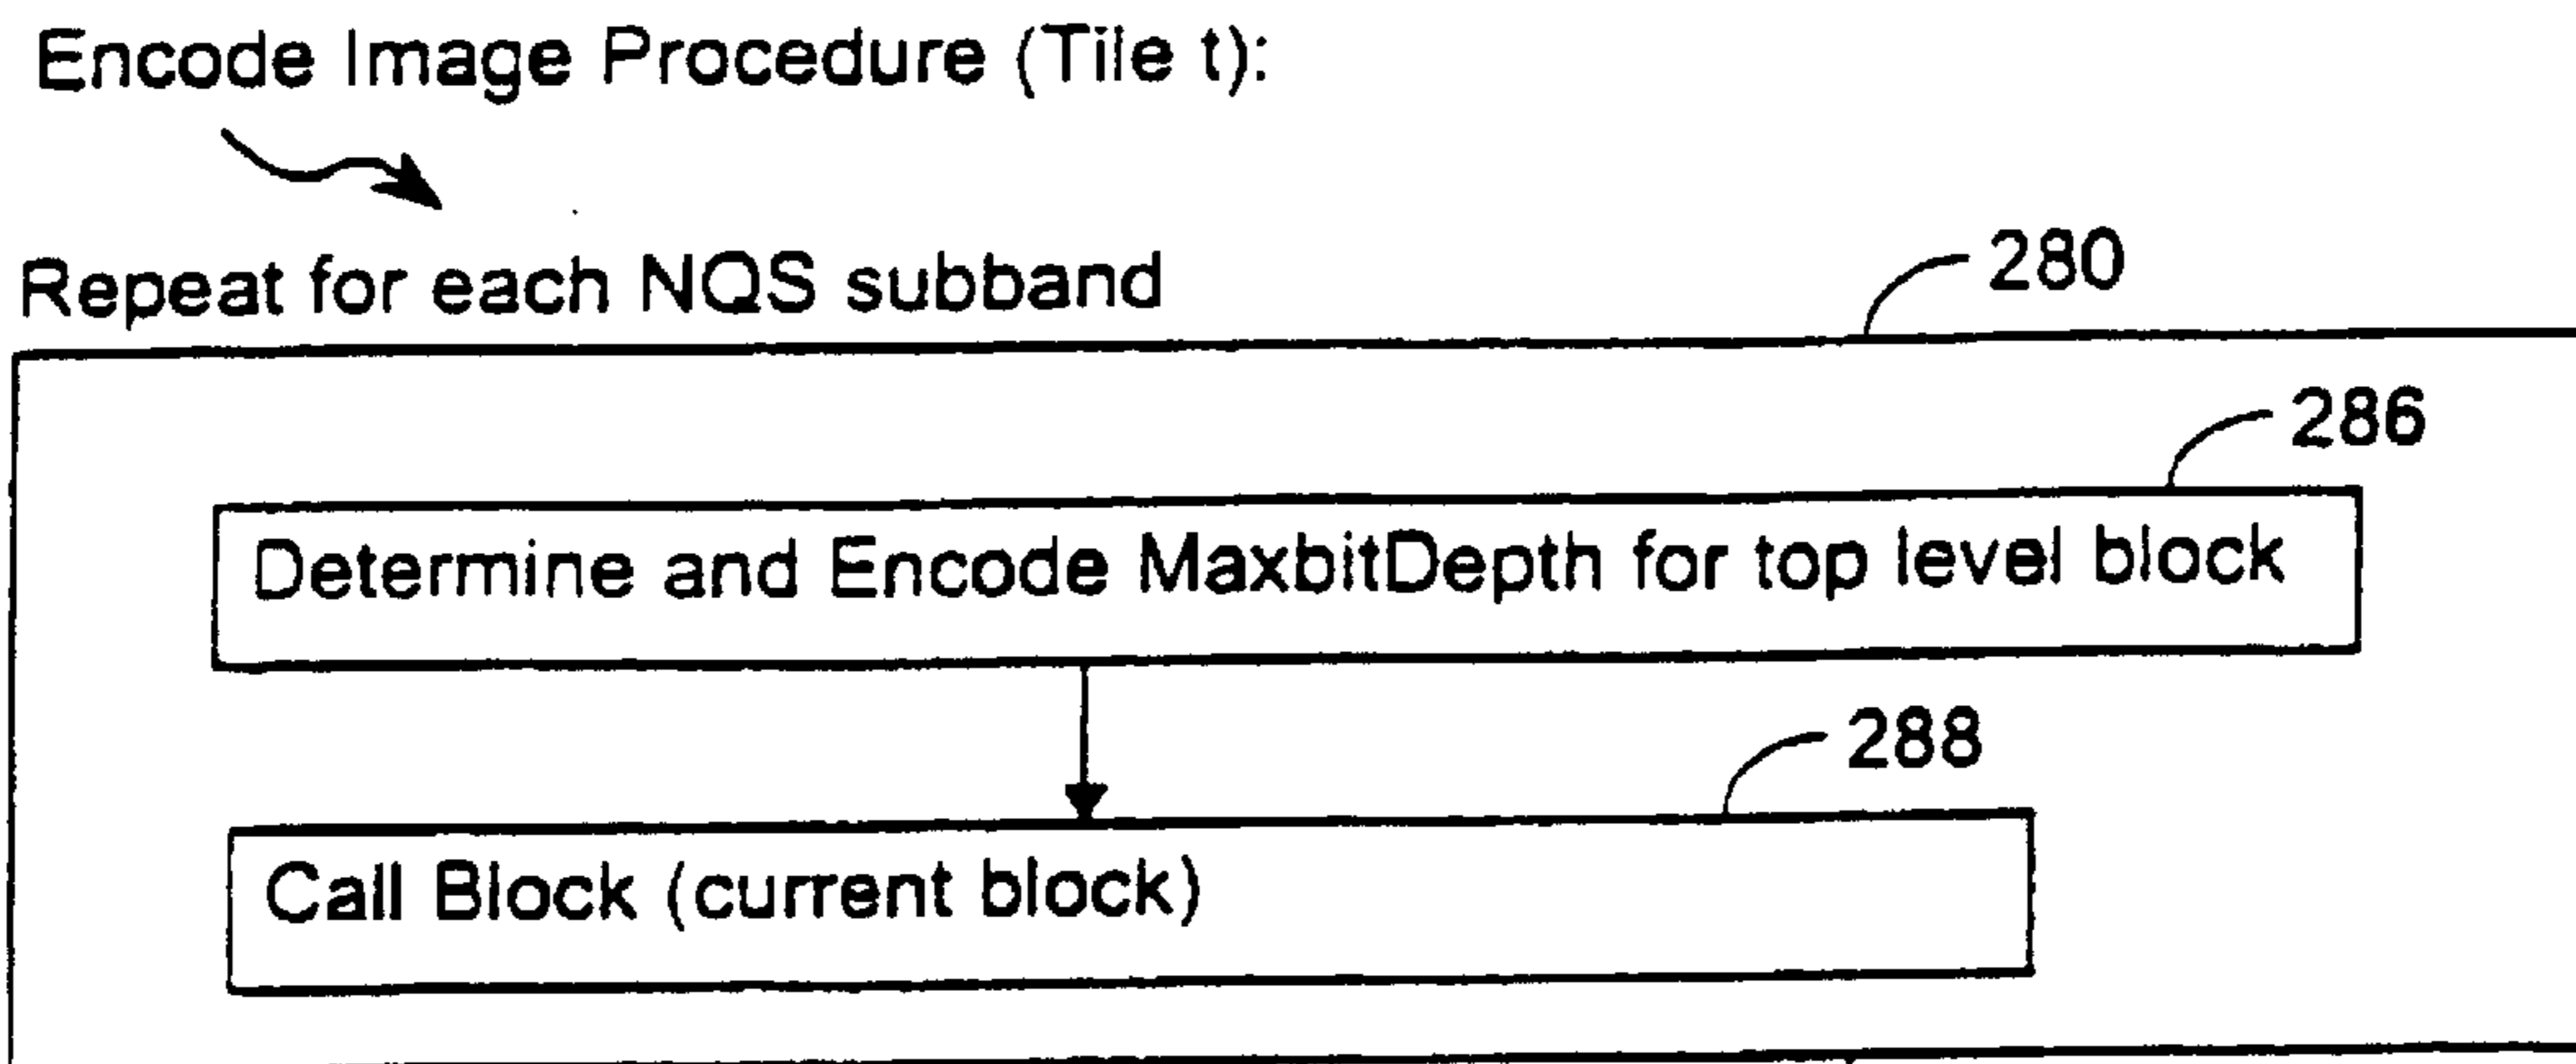 Encode Image Procedure (Tile t):
Repeat for each NQS subband
280
286
Determine and Encode MaxbitDepth for top level block
288
Call Block (current block)